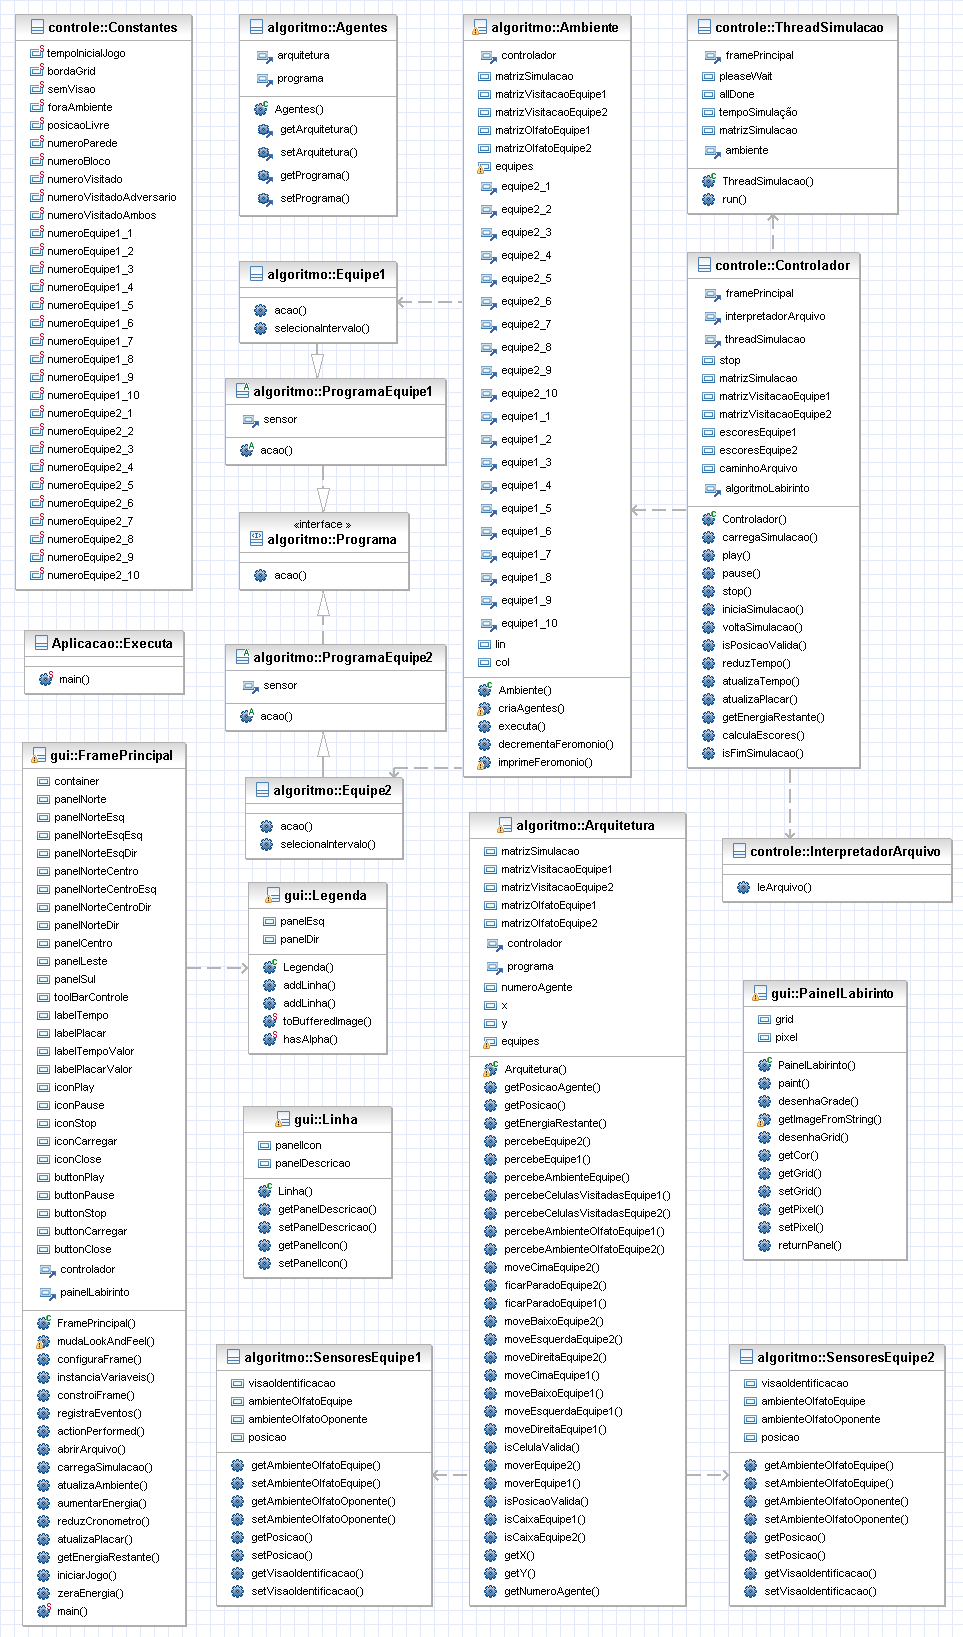 controle::Constantes
tempoInicialJogo
bordaGrid
semVisao
foraAmbiente
posicaoLivre
numeroParede
numeroBloco
numeroVisitado
numeroVisitadoAdversario
numeroVisitadoAmbos
numeroEquipe1_1
numeroEquipe1_2
numeroEquipe1_3
numeroEquipe1_4
numeroEquipe1_5
numeroEquipe1_6
numeroEquipe1_7
numeroEquipe1_8
numeroEquipe1_9
numeroEquipe1_10
numeroEquipe2_1
numeroEquipe2_2
numeroEquipe2_3
numeroEquipe2_4
numeroEquipe2_5
numeroEquipe2_6
numeroEquipe2_7
numeroEquipe2_8
numeroEquipe2_9
numeroEquipe2_10
Aplicacao::Executa
main()
gui::FramePrincipal
container
panelNorte
panelNorteEsq
panelNorteEsqEsq
panelNorteEsqDir
panelNorteCentro
panelNorteCentroEsq
panelNorteCentroDir
panelNorteDir
panelCentro
panelLeste
panelSul
toolBarControle
labelTempo
labelPlacar
labelTempoValor
labelPlacarValor
iconPlay
iconPause
iconStop
iconCarregar
iconClose
buttonPlay
buttonPause
buttonStop
buttonCarregar
buttonClose
controlador
painelLabirinto
FramePrincipal()
mudaLookAndFeel()
configuraFrame()
instanciaVariaveis()
constroiFrame()
registraEventos()
actionPerformed()
abrirArquivo()
carregaSimulacao()
atualizaAmbiente()
aumentarEnergia()
reduzCronometro()
atualizaPlacar()
getEnergiaRestante()
iniciarJogo()
zeraEnergia()
main()
algoritmo::Agentes
arquitetura
programa
Agentes()
getArquitetura()
setArquitetura()
getPrograma()
setPrograma()
algoritmo::Equipe1
acao()
selecionaIntervalo()
algoritmo::ProgramaEquipe1
sensor
acao()
«interface »
algoritmo::Programa
acao()
algoritmo::ProgramaEquipe2
sensor
acao()
algoritmo::Equipe2
acao()
selecionaIntervalo()
gui::Legenda
panelEsq
panelDir
Legenda()
addLinha()
addLinha()
toBufferedImage()
hasAlpha()
gui::Linha
panelIcon
panelDescricao
Linha()
getPanelDescricao()
setPanelDescricao()
getPanelIcon()
setPanelIcon()
algoritmo::SensoresEquipe1
visaoIdentificacao
ambienteOlfatoEquipe
ambienteOlfatoOponente
posicao
getAmbienteOlfatoEquipe()
setAmbienteOlfatoEquipe()
getAmbienteOlfatoOponente()
setAmbienteOlfatoOponente()
getPosicao()
setPosicao()
getVisaoIdentificacao()
setVisaoIdentificacao()
algoritmo::Ambiente
controlador
matrizSimulacao
matrizVisitacaoEquipe1
matrizVisitacaoEquipe2
matrizOlfatoEquipe1
matrizOlfatoEquipe2
equipes
equipe2_1
equipe2_2
equipe2_3
equipe2_4
equipe2_5
equipe2_6
equipe2_7
equipe2_8
equipe2_9
equipe2_10
equipe1_1
equipe1_2
equipe1_3
equipe1_4
equipe1_5
equipe1_6
equipe1_7
equipe1_8
equipe1_9
equipe1_10
lin
col
Ambiente()
criaAgentes()
executa()
decrementaFeromonio()
imprimeFeromonio()
algoritmo::Arquitetura
matrizSimulacao
matrizVisitacaoEquipe1
matrizVisitacaoEquipe2
matrizOlfatoEquipe1
matrizOlfatoEquipe2
controlador
programa
numeroAgente
x
y
equipes
Arquitetura()
getPosicaoAgente()
getPosicao()
getEnergiaRestante()
percebeEquipe2()
percebeEquipe1()
percebeAmbienteEquipe()
percebeCelulasVisitadasEquipe1()
percebeCelulasVisitadasEquipe2()
percebeAmbienteOlfatoEquipe1()
percebeAmbienteOlfatoEquipe2()
moveCimaEquipe2()
ficarParadoEquipe2()
ficarParadoEquipe1()
moveBaixoEquipe2()
moveEsquerdaEquipe2()
moveDireitaEquipe2()
moveCimaEquipe1()
moveBaixoEquipe1()
moveEsquerdaEquipe1()
moveDireitaEquipe1()
isCelulaValida()
moverEquipe2()
moverEquipe1()
isPosicaoValida()
isCaixaEquipe1()
isCaixaEquipe2()
getX()
getY()
getNumeroAgente()
controle::ThreadSimulacao
framePrincipal
pleaseWait
allDone
tempoSimulação
matrizSimulacao
ambiente
ThreadSimulacao()
run()
controle::Controlador
framePrincipal
interpretadorArquivo
threadSimulacao
stop
matrizSimulacao
matrizVisitacaoEquipe1
matrizVisitacaoEquipe2
escoresEquipe1
escoresEquipe2
caminhoArquivo
algoritmoLabirinto
Controlador()
carregaSimulacao()
play()
pause()
stop()
iniciaSimulacao()
voltaSimulacao()
isPosicaoValida()
reduzTempo()
atualizaTempo()
atualizaPlacar()
getEnergiaRestante()
calculaEscores()
isFimSimulacao()
controle::InterpretadorArquivo
leArquivo()
gui::PainelLabirinto
grid
pixel
PainelLabirinto()
paint()
desenhaGrade()
getImageFromString()
desenhaGrid()
getCor()
getGrid()
setGrid()
getPixel()
setPixel()
returnPanel()
algoritmo::SensoresEquipe2
visaoIdentificacao
ambienteOlfatoEquipe
ambienteOlfatoOponente
posicao
getAmbienteOlfatoEquipe()
setAmbienteOlfatoEquipe()
getAmbienteOlfatoOponente()
setAmbienteOlfatoOponente()
getPosicao()
setPosicao()
getVisaoIdentificacao()
setVisaoIdentificacao()